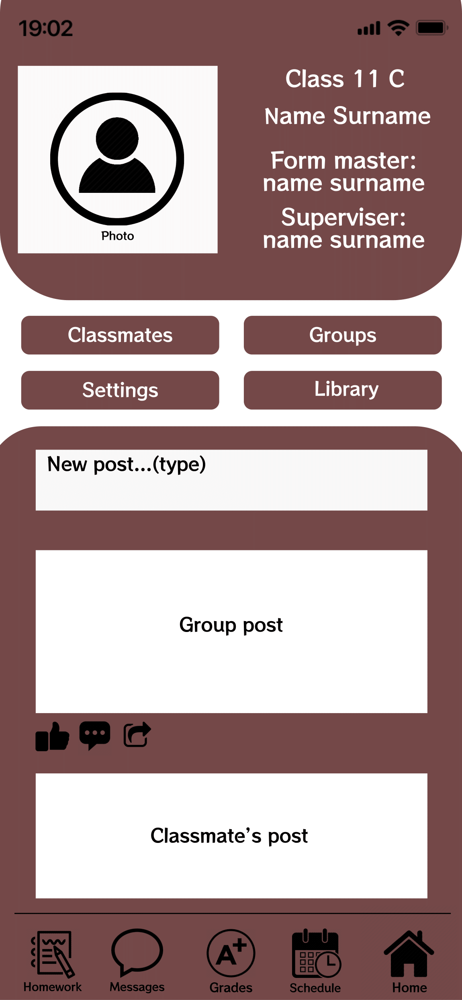 19:02
Class 11 C
Name Surname
Form master:
name surname
Superviser:
name surname
Photo
Classmates
Groups
Settings
Library
New post...(type)
Group post
Classmate’s post
A+
Homework
Messages
Grades
Schedule
Home